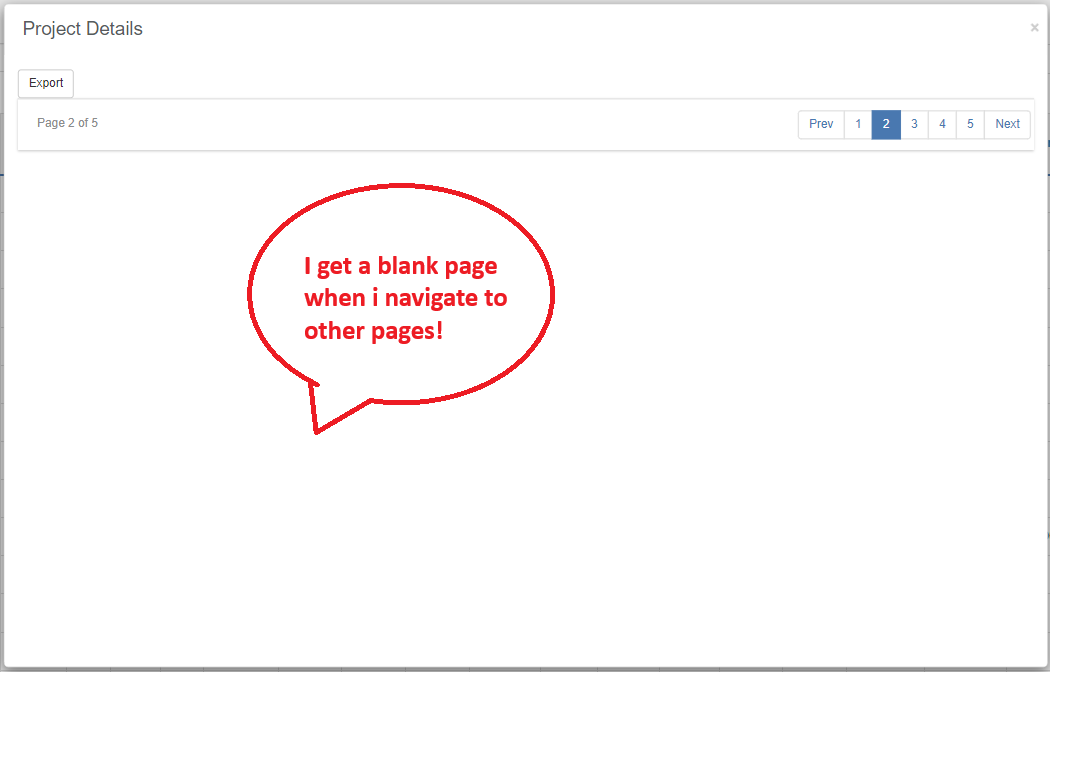 Project Details
×
Export
Page 2 of 5
Prev 1 2 3 4 5 Next
I get a blank page
when i navigate to
other pages!